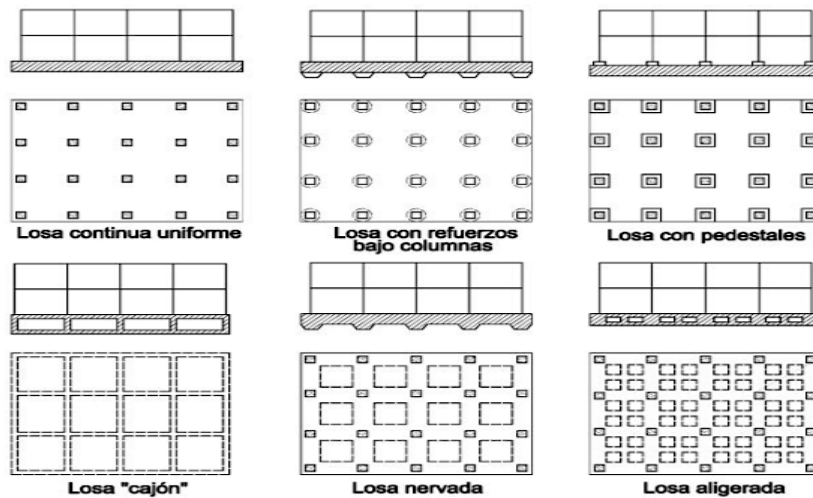 Losa continua uniforme
Losa con refuerzos
bajo columnas
Losa con pedestales
Losa "cajón"
Losa nervada
Losa aligerada